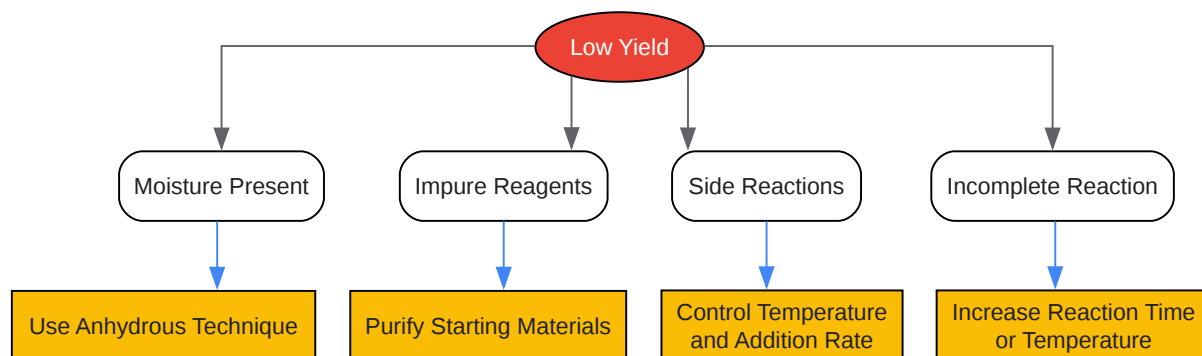 Low Yield
Moisture Present
Impure Reagents
Side Reactions
Incomplete Reaction
Use Anhydrous Technique
Purify Starting Materials
Control Temperature
and Addition Rate
Increase Reaction Time
or Temperature